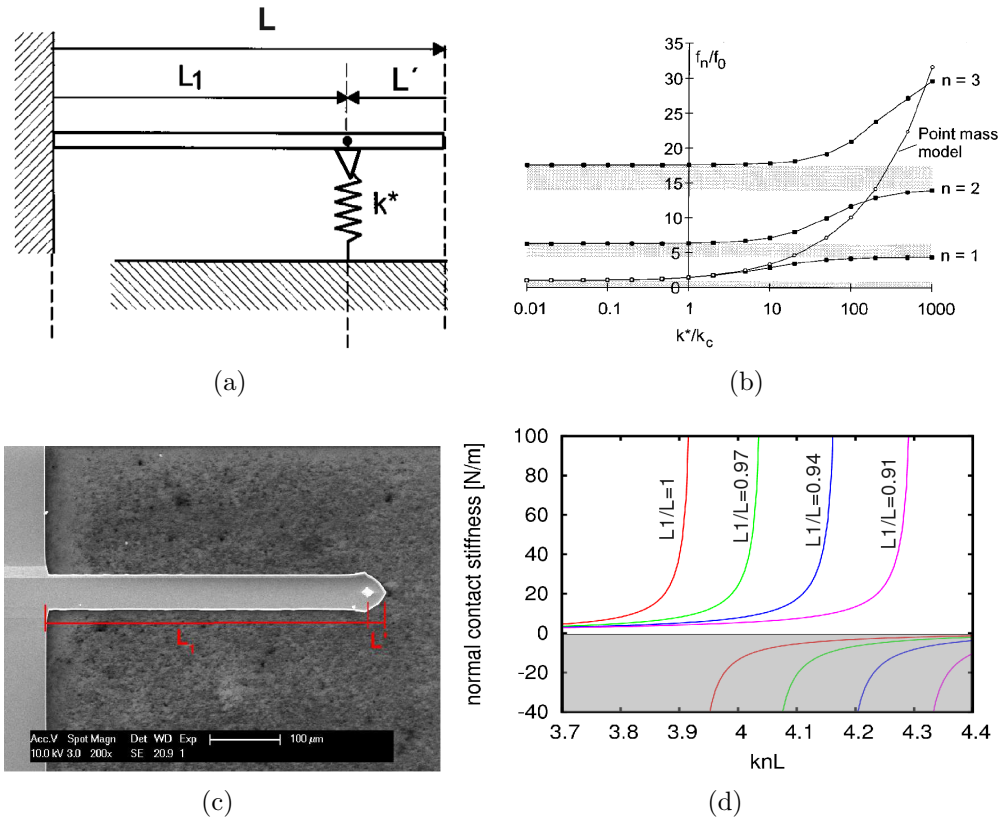 L
L₁
L´
k*
(a)
35
30
25
20
15
10
5
0
fₙ/f₀
n = 3
Point mass
model
n = 2
n = 1
0.01
0.1
1
10
100
1000
k*/k꜀
(b)
L₁
L'
Acc.V Spot Magn Det WD Exp
10.0 kV 3.0 200x SE 20.9 1
100 µm
(c)
normal contact stiffness [N/m]
100
80
60
40
20
0
-20
-40
L1/L=1
L1/L=0.97
L1/L=0.94
L1/L=0.91
3.7
3.8
3.9
4
4.1
4.2
4.3
4.4
knL
(d)